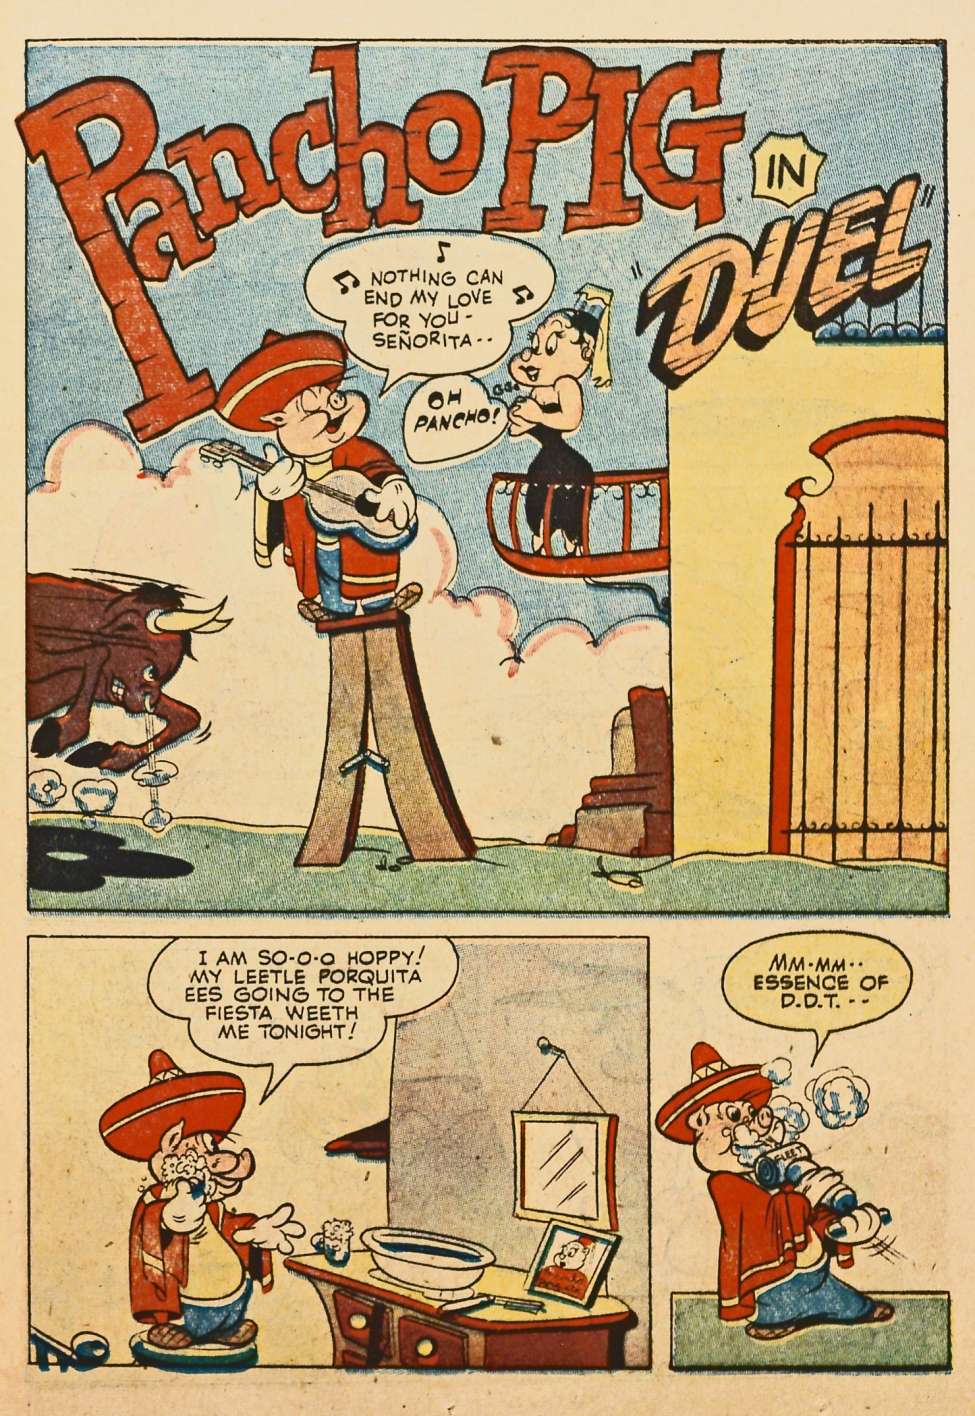 Pancho PIG
IN
"DUEL"
NOTHING CAN
END MY LOVE
FOR YOU-
SEÑORITA--
OH
PANCHO!
I AM SO-O-O HOPPY!
MY LEETLE PORQUITA
EES GOING TO THE
FIESTA WEETH
ME TONIGHT!
MM-MM--
ESSENCE OF
D.D.T. --
FLEET